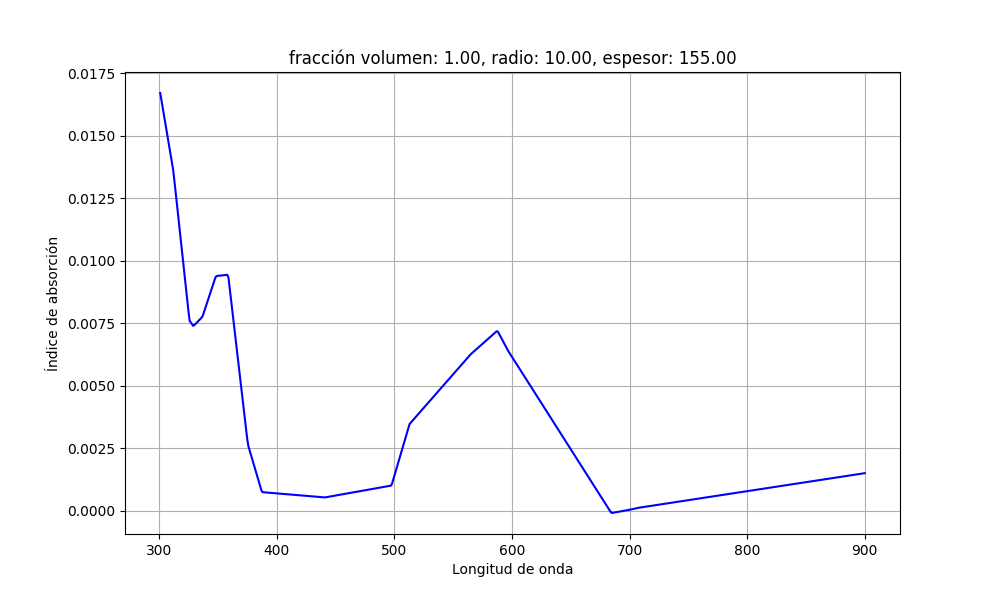 fracción volumen: 1.00, radio: 10.00, espesor: 155.00
0.0175
0.0150
0.0125
0.0100
0.0075
0.0050
0.0025
0.0000
Índice de absorción
300 400 500 600 700 800 900
Longitud de onda